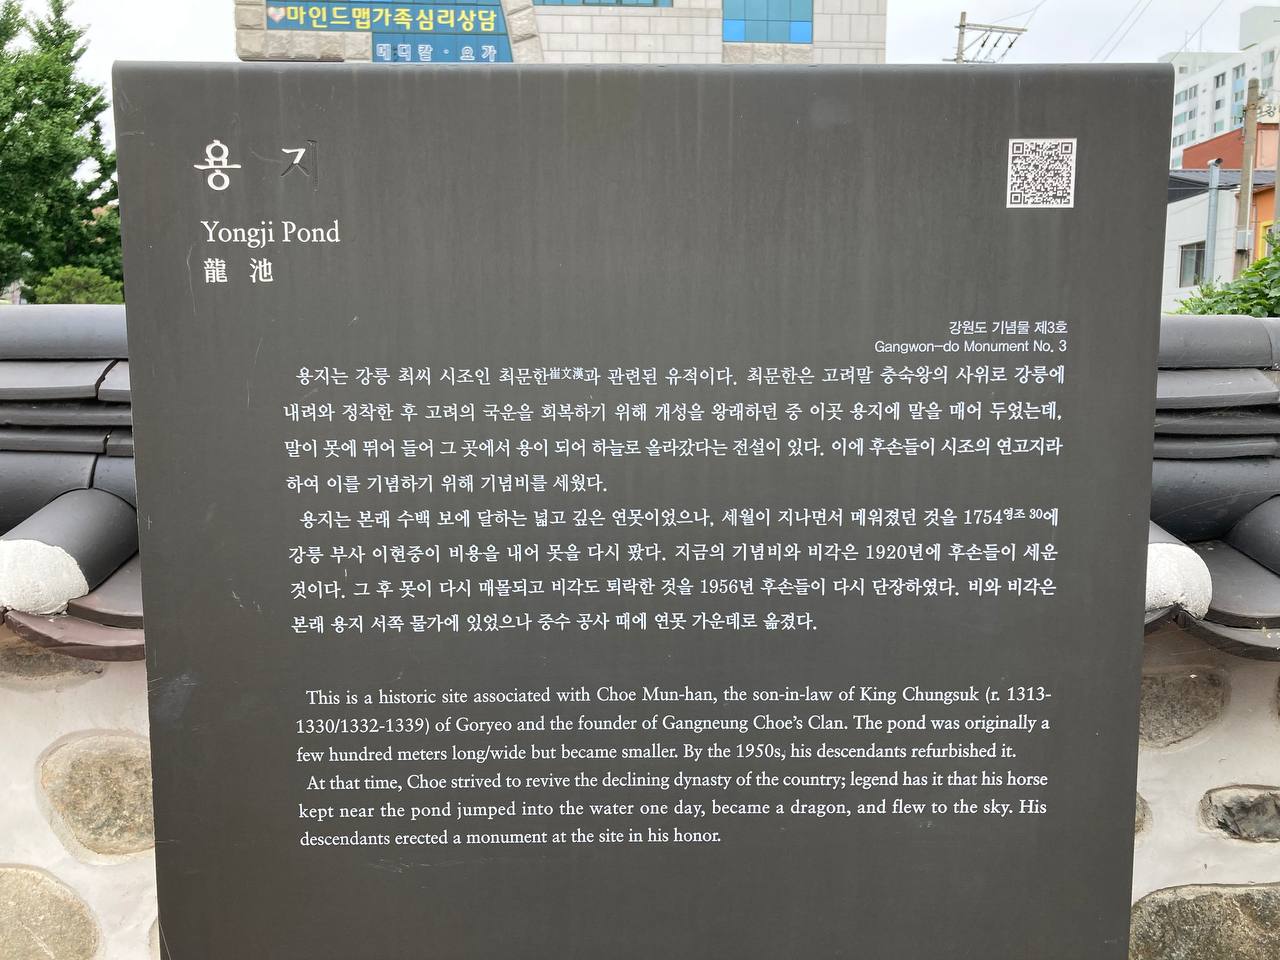 마인드맵가족심리상담
메디칼·요가
용 지
Yongji Pond
龍 池
강원도 기념물 제3호
Gangwon-do Monument No. 3
용지는 강릉 최씨 시조인 최문한崔文漢과 관련된 유적이다. 최문한은 고려말 충숙왕의 사위로 강릉에
내려와 정착한 후 고려의 국운을 회복하기 위해 개성을 왕래하던 중 이곳 용지에 말을 매어 두었는데,
말이 못에 뛰어 들어 그 곳에서 용이 되어 하늘로 올라갔다는 전설이 있다. 이에 후손들이 시조의 연고지라
하여 이를 기념하기 위해 기념비를 세웠다.
용지는 본래 수백 보에 달하는 넓고 깊은 연못이었으나, 세월이 지나면서 메워졌던 것을 1754영조 30에
강릉 부사 이현중이 비용을 내어 못을 다시 팠다. 지금의 기념비와 비각은 1920년에 후손들이 세운
것이다. 그 후 못이 다시 매몰되고 비각도 퇴락한 것을 1956년 후손들이 다시 단장하였다. 비와 비각은
본래 용지 서쪽 물가에 있었으나 중수 공사 때에 연못 가운데로 옮겼다.
This is a historic site associated with Choe Mun-han, the son-in-law of King Chungsuk (r. 1313-
1330/1332-1339) of Goryeo and the founder of Gangneung Choe's Clan. The pond was originally a
few hundred meters long/wide but became smaller. By the 1950s, his descendants refurbished it.
At that time, Choe strived to revive the declining dynasty of the country; legend has it that his horse
kept near the pond jumped into the water one day, became a dragon, and flew to the sky. His
descendants erected a monument at the site in his honor.